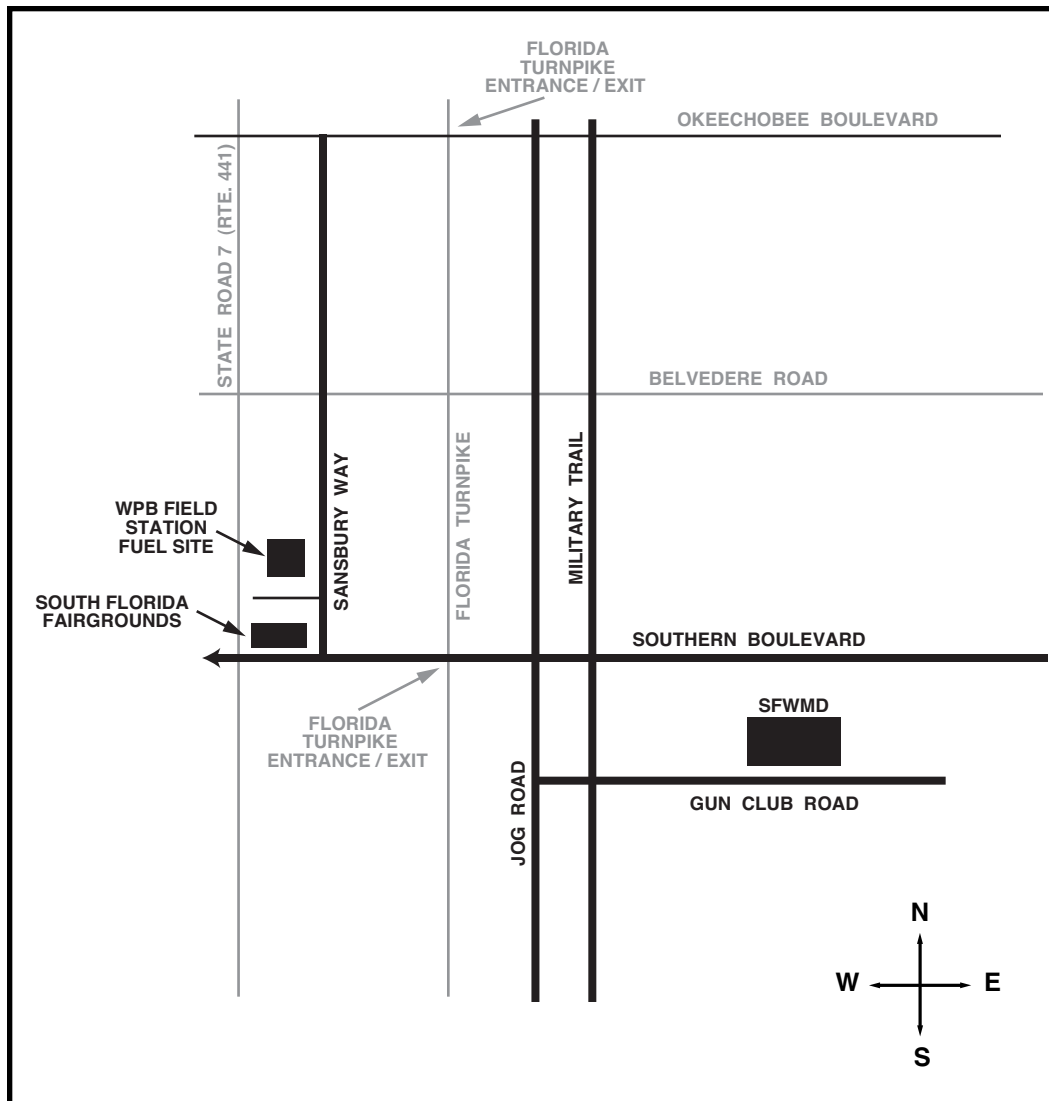 FLORIDA
TURNPIKE
ENTRANCE / EXIT
OKEECHOBEE BOULEVARD
STATE ROAD 7 (RTE. 441)
BELVEDERE ROAD
SANSBURY WAY
FLORIDA TURNPIKE
MILITARY TRAIL
WPB FIELD
STATION
FUEL SITE
SOUTH FLORIDA
FAIRGROUNDS
SOUTHERN BOULEVARD
FLORIDA
TURNPIKE
ENTRANCE / EXIT
SFWMD
JOG ROAD
GUN CLUB ROAD
N
W
E
S